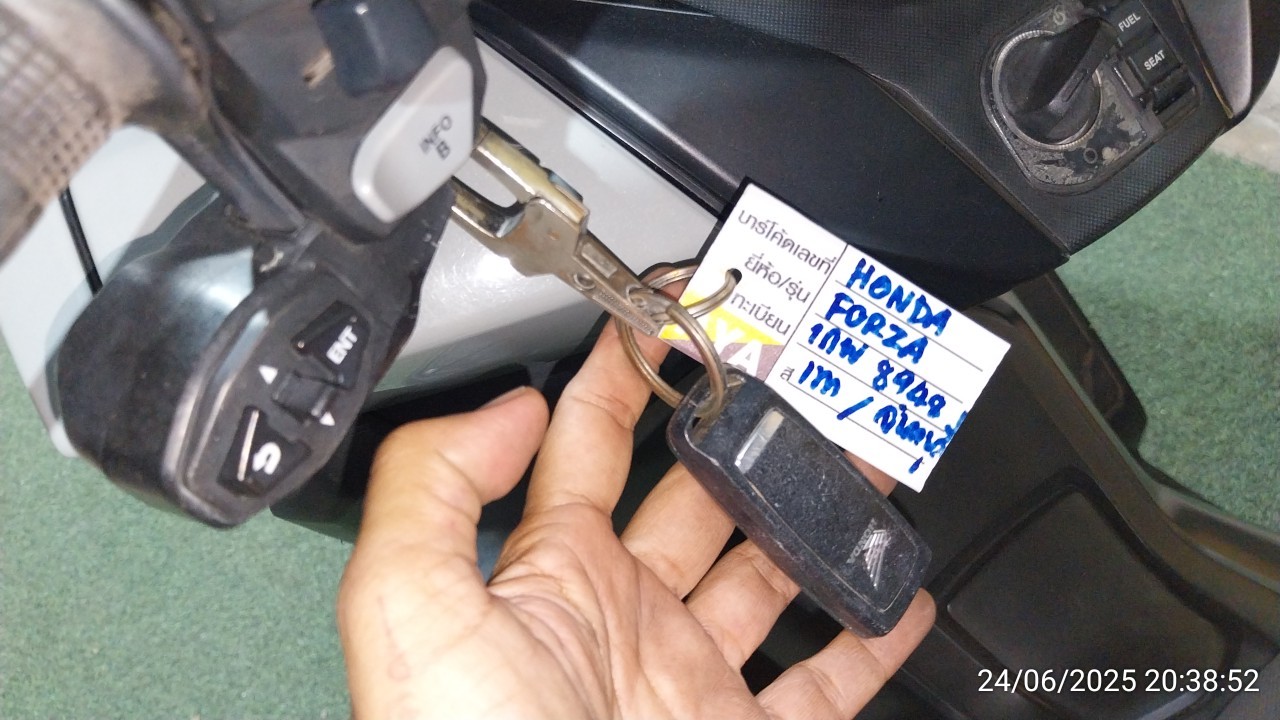 FUEL
SEAT
INFO
B
ENT
บาร์โค้ดเลขที่
HONDA
ยี่ห้อ/รุ่น
FORZA
ทะเบียน
1กพ 8948
สี
เทา /
YA
24/06/2025 20:38:52